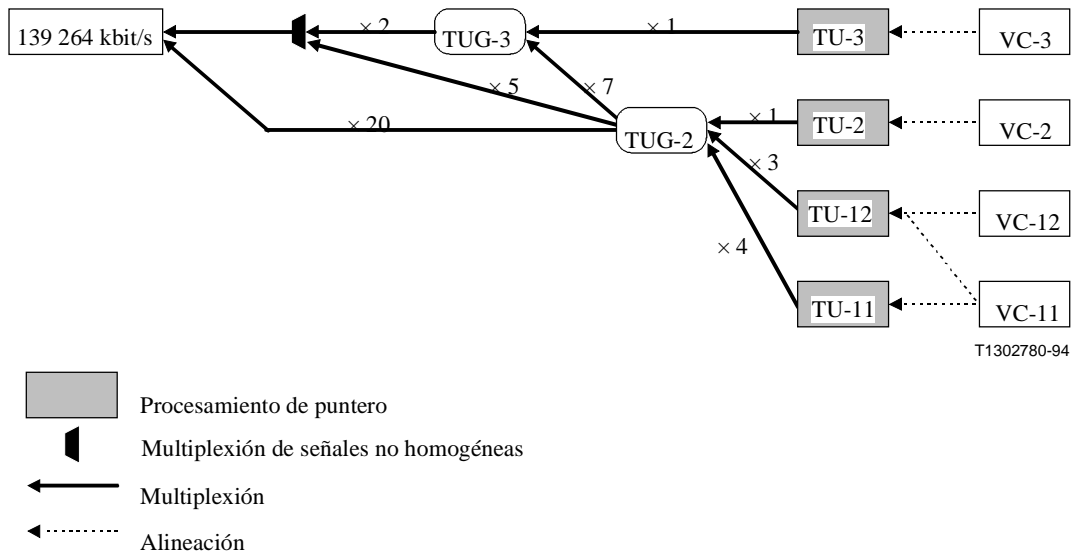 139 264 kbit/s
× 2
TUG-3
× 1
TU-3
VC-3
× 5
× 7
× 20
TUG-2
× 1
TU-2
VC-2
× 3
TU-12
VC-12
× 4
TU-11
VC-11
T1302780-94
Procesamiento de puntero
Multiplexión de señales no homogéneas
Multiplexión
Alineación